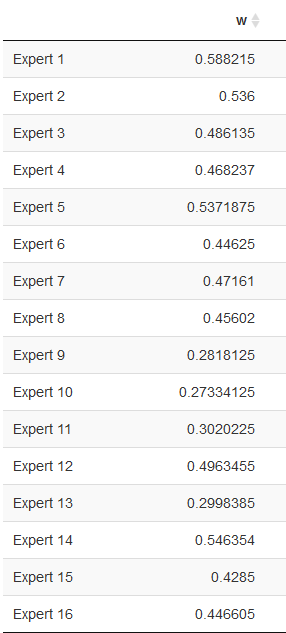 w
Expert 1 0.588215
Expert 2 0.536
Expert 3 0.486135
Expert 4 0.468237
Expert 5 0.5371875
Expert 6 0.44625
Expert 7 0.47161
Expert 8 0.45602
Expert 9 0.2818125
Expert 10 0.27334125
Expert 11 0.3020225
Expert 12 0.4963455
Expert 13 0.2998385
Expert 14 0.546354
Expert 15 0.4285
Expert 16 0.446605